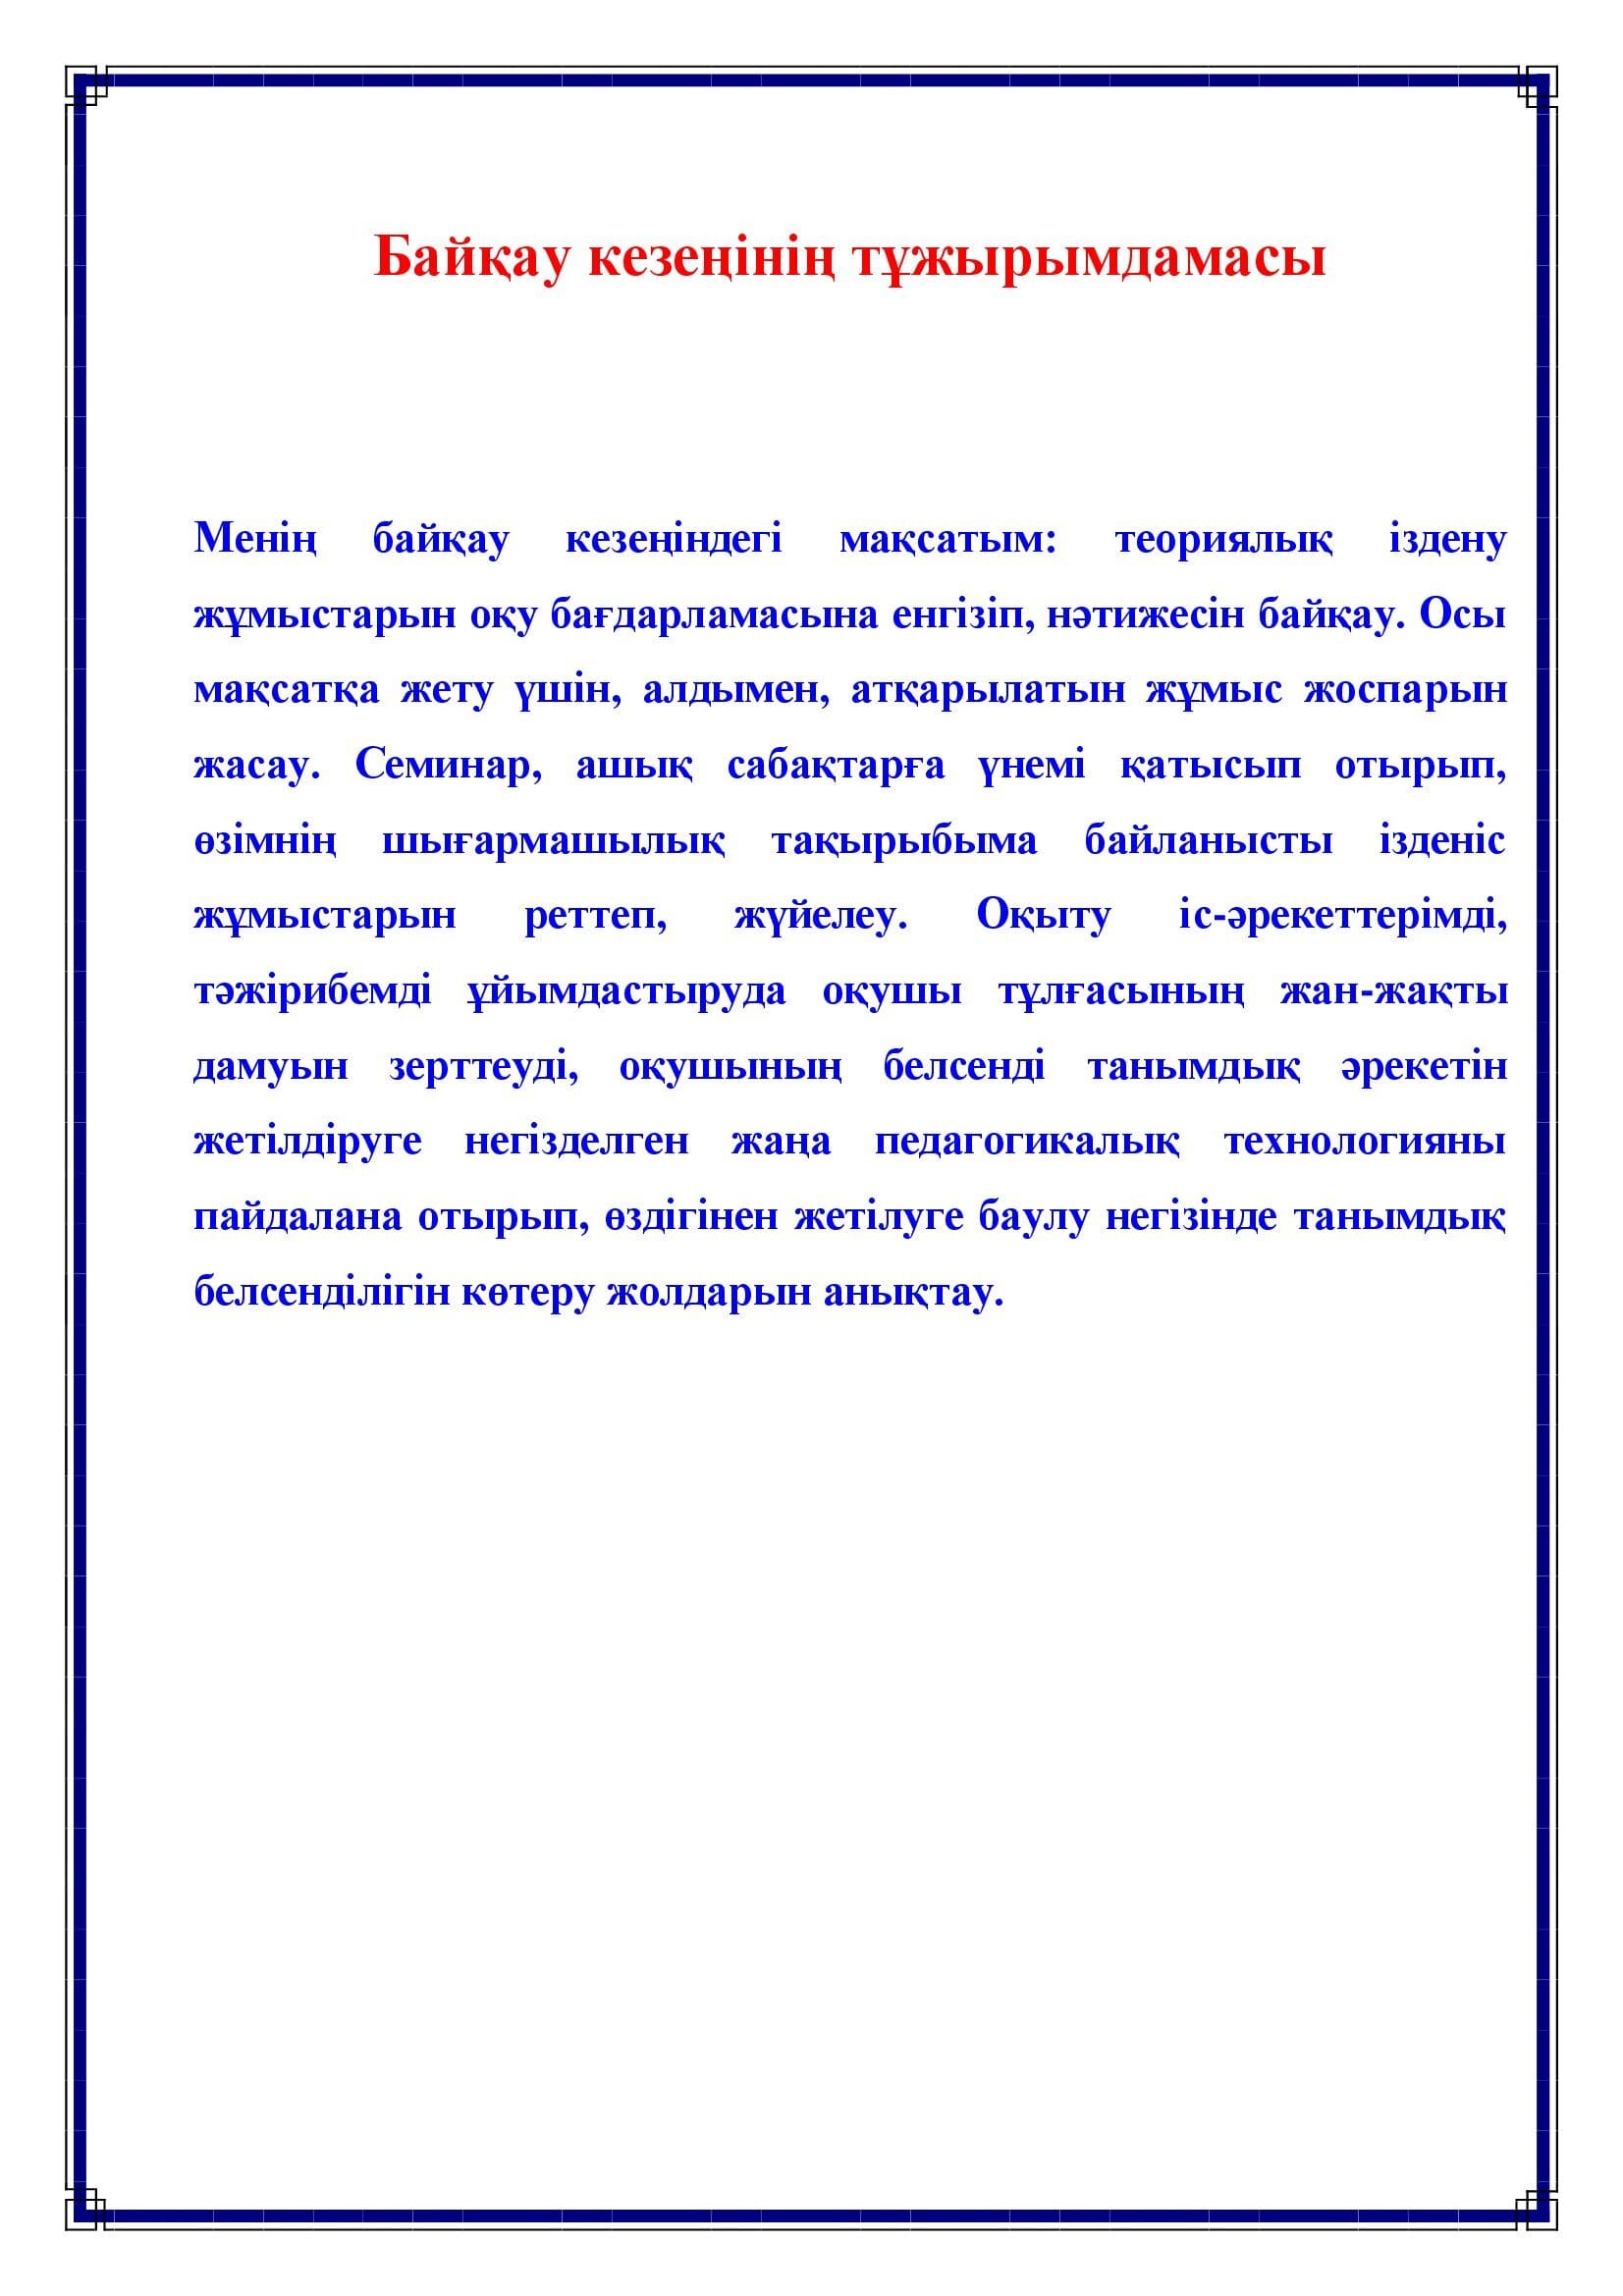 Байқау кезеңінің тұжырымдамасы
Менің байқау кезеңіндегі мақсатым: теориялық іздену
жұмыстарын оқу бағдарламасына енгізіп, нәтижесін байқау. Осы
мақсатқа жету үшін, алдымен, атқарылатын жұмыс жоспарын
жасау. Семинар, ашық сабақтарға үнемі қатысып отырып,
өзімнің шығармашылық тақырыбыма байланысты ізденіс
жұмыстарын реттеп, жүйелеу. Оқыту іс-әрекеттерімді,
тәжірибемді ұйымдастыруда оқушы тұлғасының жан-жақты
дамуын зерттеуді, оқушының белсенді танымдық әрекетін
жетілдіруге негізделген жаңа педагогикалық технологияны
пайдалана отырып, өздігінен жетілуге баулу негізінде танымдық
белсенділігін көтеру жолдарын анықтау.